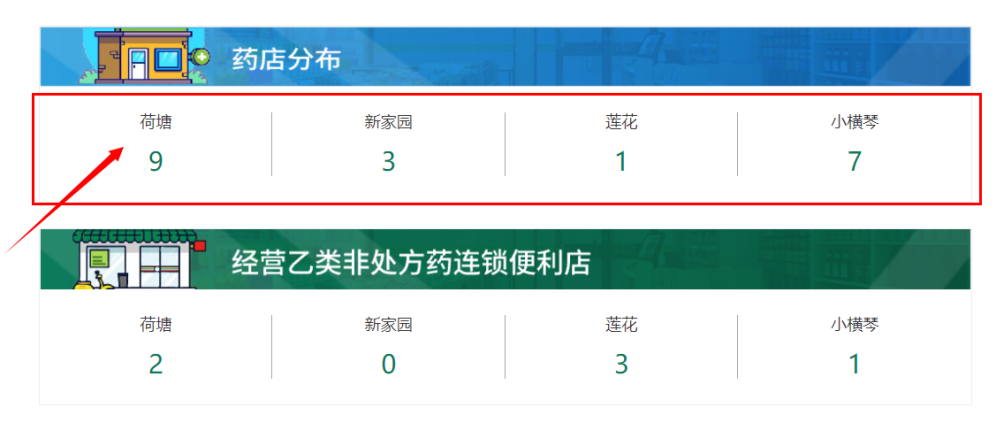 药店分布
荷塘 新家园 莲花 小横琴
9 3 1 7
经营乙类非处方药连锁便利店
荷塘 新家园 莲花 小横琴
2 0 3 1